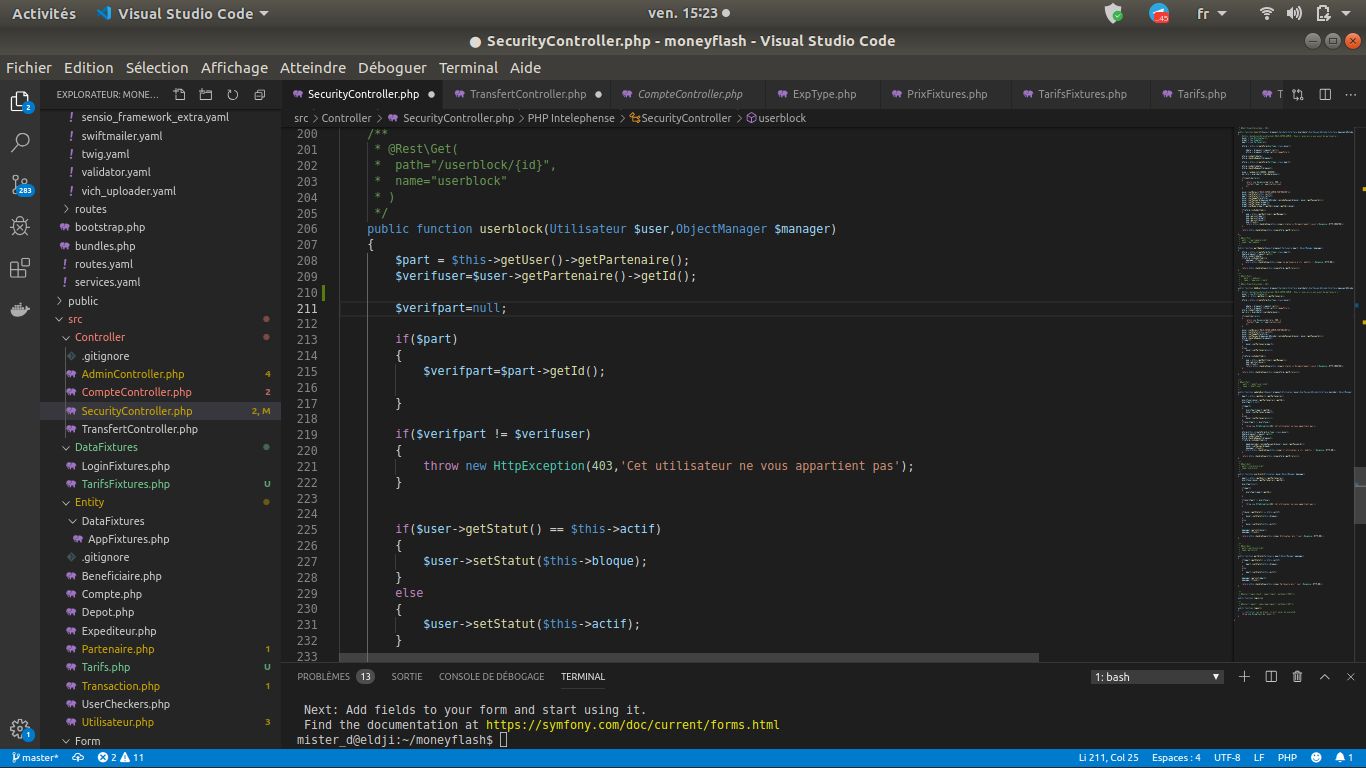 Activités Visual Studio Code ven. 15:23 45 fr
SecurityController.php - moneyflash - Visual Studio Code
Fichier Edition Sélection Affichage Atteindre Déboguer Terminal Aide
EXPLORATEUR: MONE...
SecurityController.php TransfertController.php CompteController.php ExpType.php PrixFixtures.php TarifsFixtures.php Tarifs.php T
src > Controller > SecurityController.php > PHP Intelephense > SecurityController > userblock
2
283
1
! sensio_framework_extra.yaml
! swiftmailer.yaml
! twig.yaml
! validator.yaml
! vich_uploader.yaml
> routes
bootstrap.php
bundles.php
! routes.yaml
! services.yaml
> public
src
Controller
.gitignore
AdminController.php 4
CompteController.php 2
SecurityController.php 2, M
TransfertController.php
DataFixtures
LoginFixtures.php
TarifsFixtures.php U
Entity
DataFixtures
AppFixtures.php
.gitignore
Beneficiaire.php
Compte.php
Depot.php
Expediteur.php
Partenaire.php 1
Tarifs.php U
Transaction.php 1
UserCheckers.php
Utilisateur.php 3
Form
200 /**
201 * @Rest\Get(
202 * path="/userblock/{id}",
203 * name="userblock"
204 * )
205 */
206 public function userblock(Utilisateur $user,ObjectManager $manager)
207 {
208 $part = $this->getUser()->getPartenaire();
209 $verifuser=$user->getPartenaire()->getId();
210
211 $verifpart=null;
212
213 if($part)
214 {
215 $verifpart=$part->getId();
216
217 }
218
219 if($verifpart != $verifuser)
220 {
221 throw new HttpException(403,'Cet utilisateur ne vous appartient pas');
222 }
223
224
225 if($user->getStatut() == $this->actif)
226 {
227 $user->setStatut($this->bloque);
228 }
229 else
230 {
231 $user->setStatut($this->actif);
232 }
233
PROBLÈMES 13 SORTIE CONSOLE DE DÉBOGAGE TERMINAL 1: bash
Next: Add fields to your form and start using it.
Find the documentation at https://symfony.com/doc/current/forms.html
mister_d@eldji:~/moneyflash$
master* 2 11 Li 211, Col 25 Espaces : 4 UTF-8 LF PHP 1